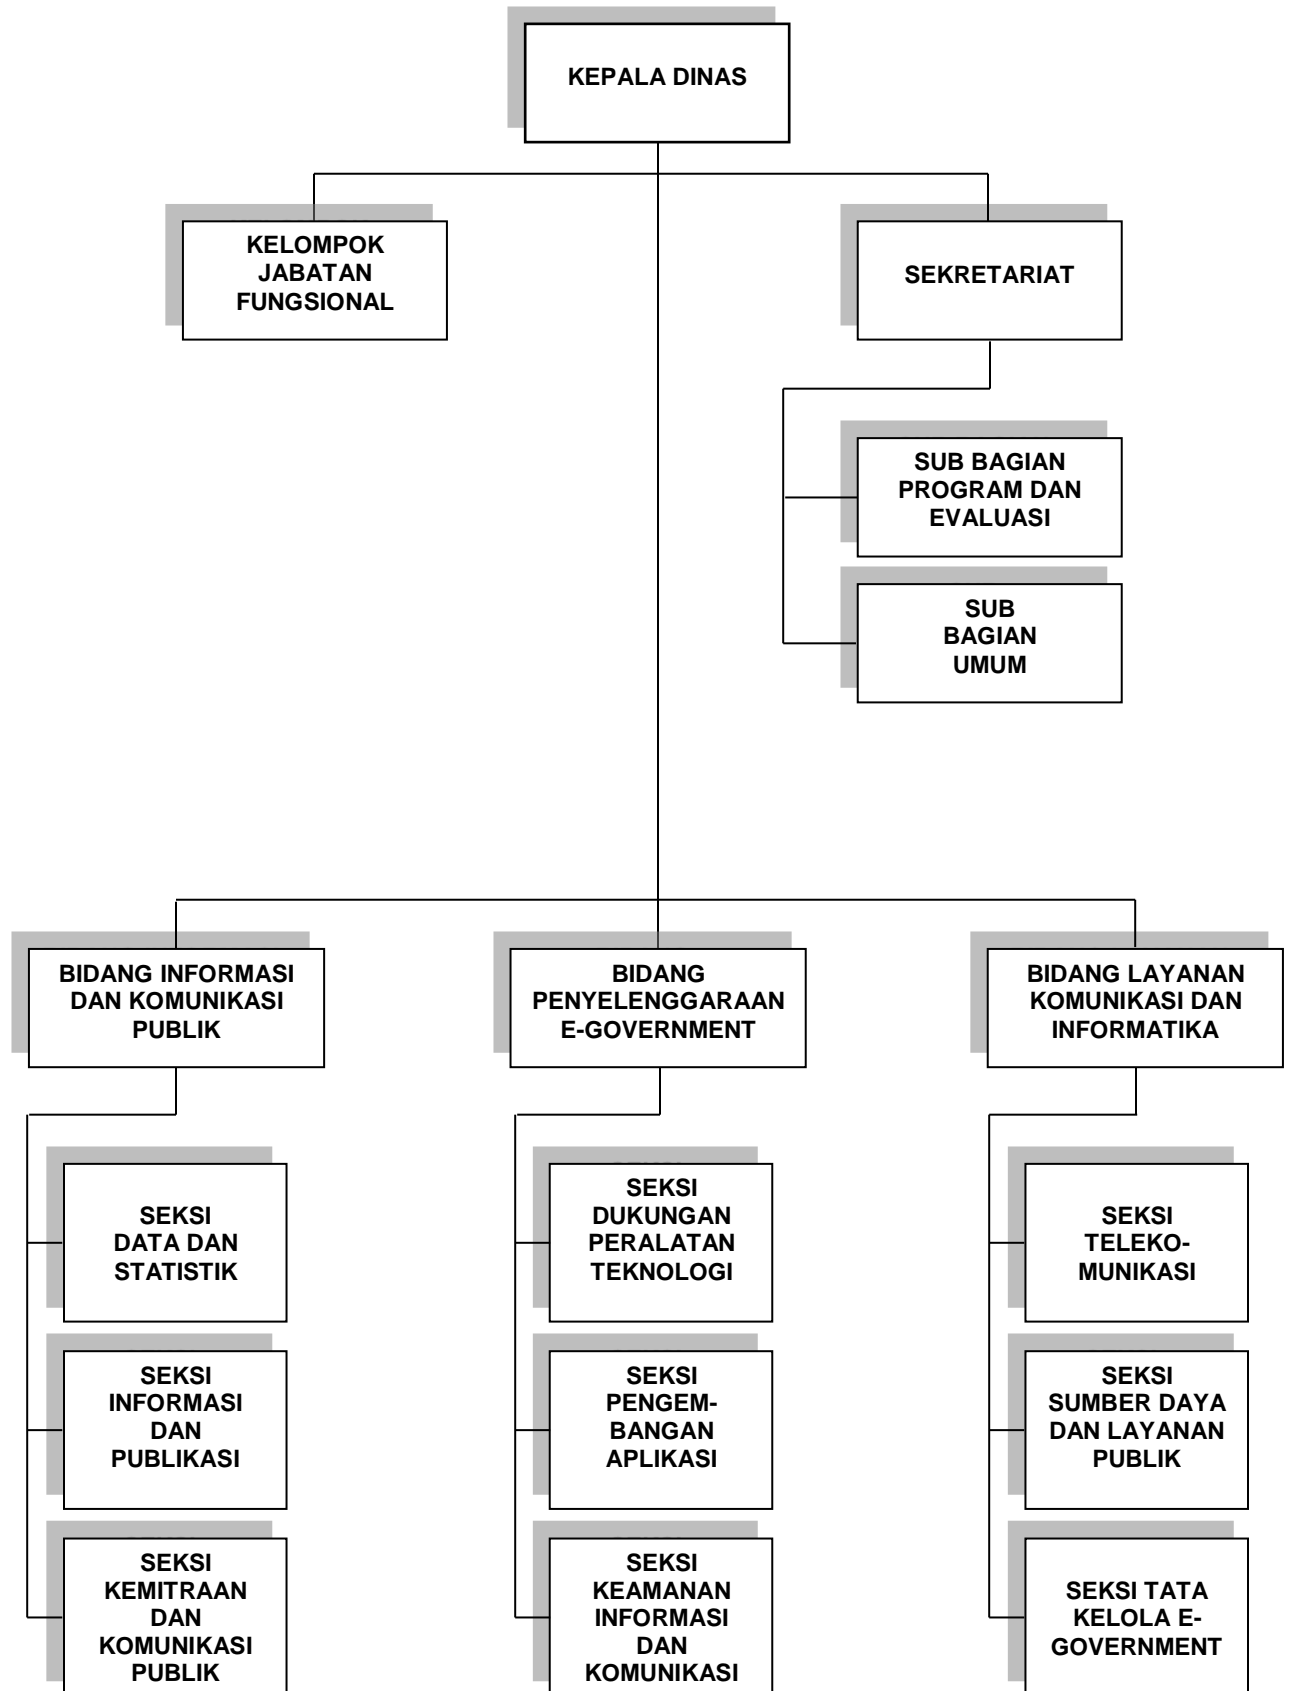 KEPALA DINAS
KELOMPOK
JABATAN
FUNGSIONAL
SEKRETARIAT
SUB BAGIAN
PROGRAM DAN
EVALUASI
SUB
BAGIAN
UMUM
BIDANG INFORMASI
DAN KOMUNIKASI
PUBLIK
BIDANG
PENYELENGGARAAN
E-GOVERNMENT
BIDANG LAYANAN
KOMUNIKASI DAN
INFORMATIKA
SEKSI
DATA DAN
STATISTIK
SEKSI
DUKUNGAN
PERALATAN
TEKNOLOGI
SEKSI
TELEKO-
MUNIKASI
SEKSI
INFORMASI
DAN
PUBLIKASI
SEKSI
PENGEM-
BANGAN
APLIKASI
SEKSI
SUMBER DAYA
DAN LAYANAN
PUBLIK
SEKSI
KEMITRAAN
DAN
KOMUNIKASI
PUBLIK
SEKSI
KEAMANAN
INFORMASI
DAN
KOMUNIKASI
SEKSI TATA
KELOLA E-
GOVERNMENT